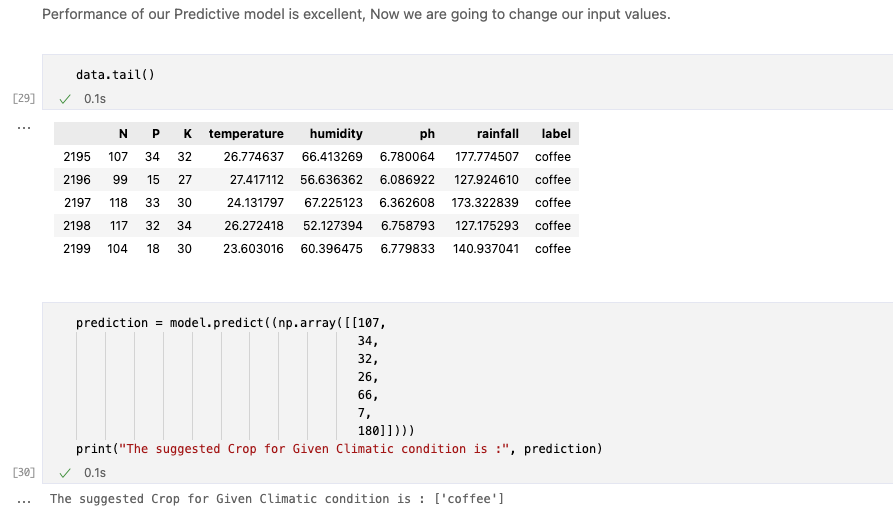 Performance of our Predictive model is excellent, Now we are going to change our input values.
data.tail()
[29] ✓ 0.1s
...
N P K temperature humidity ph rainfall label
2195 107 34 32 26.774637 66.413269 6.780064 177.774507 coffee
2196 99 15 27 27.417112 56.636362 6.086922 127.924610 coffee
2197 118 33 30 24.131797 67.225123 6.362608 173.322839 coffee
2198 117 32 34 26.272418 52.127394 6.758793 127.175293 coffee
2199 104 18 30 23.603016 60.396475 6.779833 140.937041 coffee
prediction = model.predict((np.array([[107,
34,
32,
26,
66,
7,
180]])))
print("The suggested Crop for Given Climatic condition is :", prediction)
[30] ✓ 0.1s
... The suggested Crop for Given Climatic condition is : ['coffee']